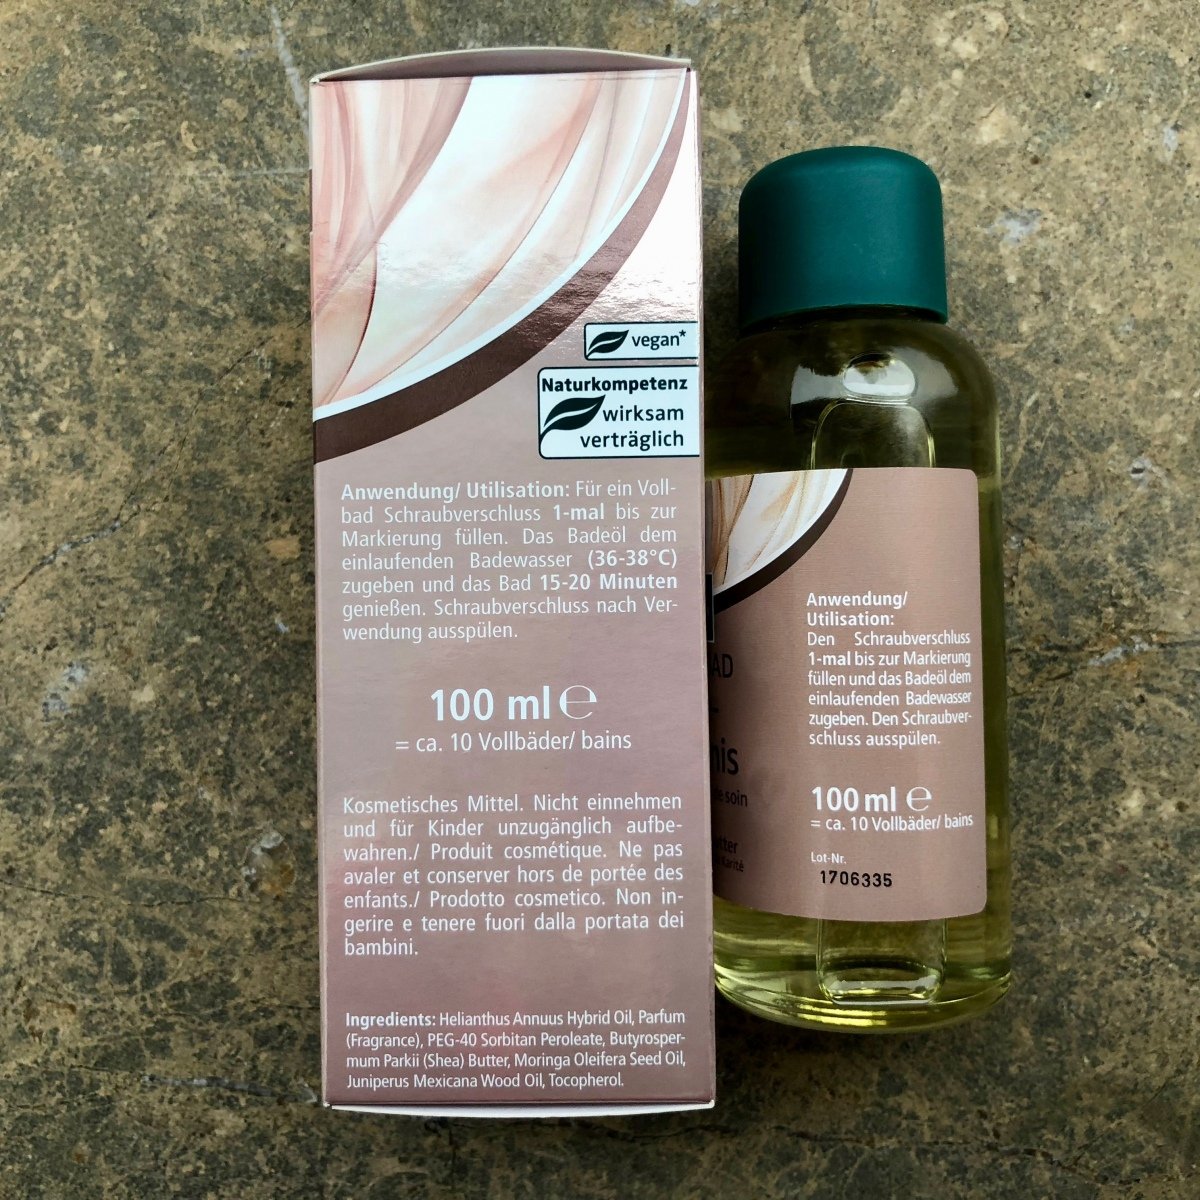 vegan*
Naturkompetenz
wirksam
verträglich
Anwendung/ Utilisation: Für ein Voll-
bad Schraubverschluss 1-mal bis zur
Markierung füllen. Das Badeöl dem
einlaufenden Badewasser (36-38°C)
zugeben und das Bad 15-20 Minuten
genießen. Schraubverschluss nach Ver-
wendung ausspülen.
100 ml ℮
= ca. 10 Vollbäder/ bains
Kosmetisches Mittel. Nicht einnehmen
und für Kinder unzugänglich aufbe-
wahren./ Produit cosmétique. Ne pas
avaler et conserver hors de portée des
enfants./ Prodotto cosmetico. Non in-
gerire e tenere fuori dalla portata dei
bambini.
Ingredients: Helianthus Annuus Hybrid Oil, Parfum
(Fragrance), PEG-40 Sorbitan Peroleate, Butyrosper-
mum Parkii (Shea) Butter, Moringa Oleifera Seed Oil,
Juniperus Mexicana Wood Oil, Tocopherol.
soin
Anwendung/
Utilisation:
Den Schraubverschluss
1-mal bis zur Markierung
füllen und das Badeöl dem
einlaufenden Badewasser
zugeben. Den Schraubver-
schluss ausspülen.
100 ml ℮
= ca. 10 Vollbäder/ bains
Lot-Nr.
1706335